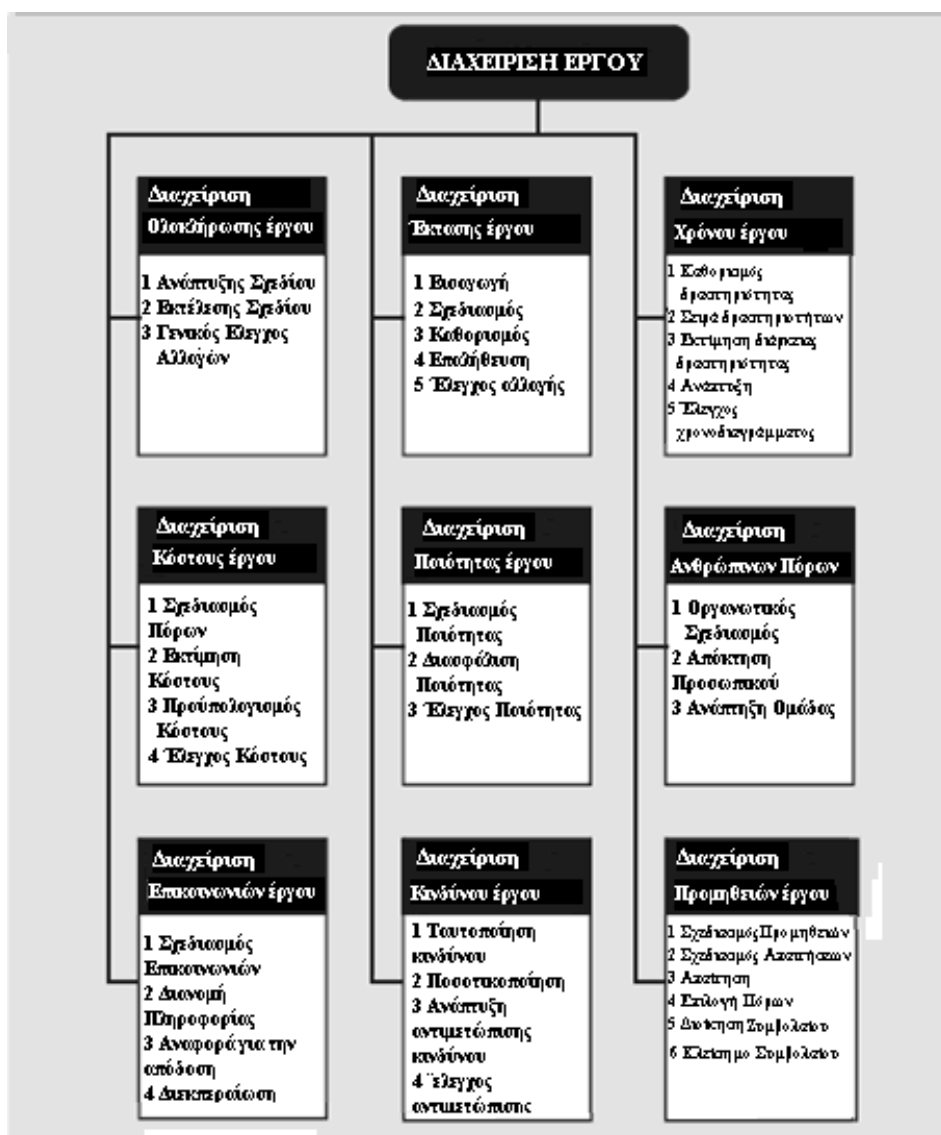 ΔΙΑΧΕΙΡΙΣΗ ΕΡΓΟΥ
Διαχείριση
Ολοκλήρωσης έργου
1 Ανάπτυξης Σχεδίου
2 Εκτέλεσης Σχεδίου
3 Γενικός Ελεγχος
Αλλαγών
Διαχείριση
Έκτασης έργου
1 Εισαγωγή
2 Σχεδιασμός
3 Καθορισμός
4 Επαλήθευση
5 Έλεγχος αλλαγής
Διαχείριση
Χρόνου έργου
1 Καθορισμός
δραστηριότητας
2 Σειρά δραστηριοτήτων
3 Εκτίμηση διάρκειας
δραστηριότητας
4 Ανάπτυξη
5 Έλεγχος
χρονοδιαγράμματος
Διαχείριση
Κόστους έργου
1 Σχεδιασμός
Πόρων
2 Εκτίμηση
Κόστους
3 Προϋπολογισμός
Κόστους
4 Έλεγχος Κόστους
Διαχείριση
Ποιότητας έργου
1 Σχεδιασμός
Ποιότητας
2 Διασφάλιση
Ποιότητας
3 Έλεγχος Ποιότητας
Διαχείριση
Ανθρώπινων Πόρων
1 Οργανωτικός
Σχεδιασμός
2 Απόκτηση
Προσωπικού
3 Ανάπτηξη Ομάδας
Διαχείριση
Επικοινωνιών έργου
1 Σχεδιασμός
Επικοινωνιών
2 Διανομή
Πληροφορίας
3 Αναφορά για την
απόδοση
4 Διεκπεραίωση
Διαχείριση
Κινδύνου έργου
1 Ταυτοποίηση
κινδύνου
2 Ποσοτικοποίηση
3 Ανάπτυξη
αντιμετώπισης
κινδύνου
4 Έλεγχος
αντιμετώπισης
Διαχείριση
Προμηθειών έργου
1 Σχεδιασμός Προμηθειών
2 Σχεδιασμός Απαιτήσεων
3 Απαίτηση
4 Επιλογή Πόρων
5 Διοίκηση Συμβολαίου
6 Κλείσιμο Συμβολαίου